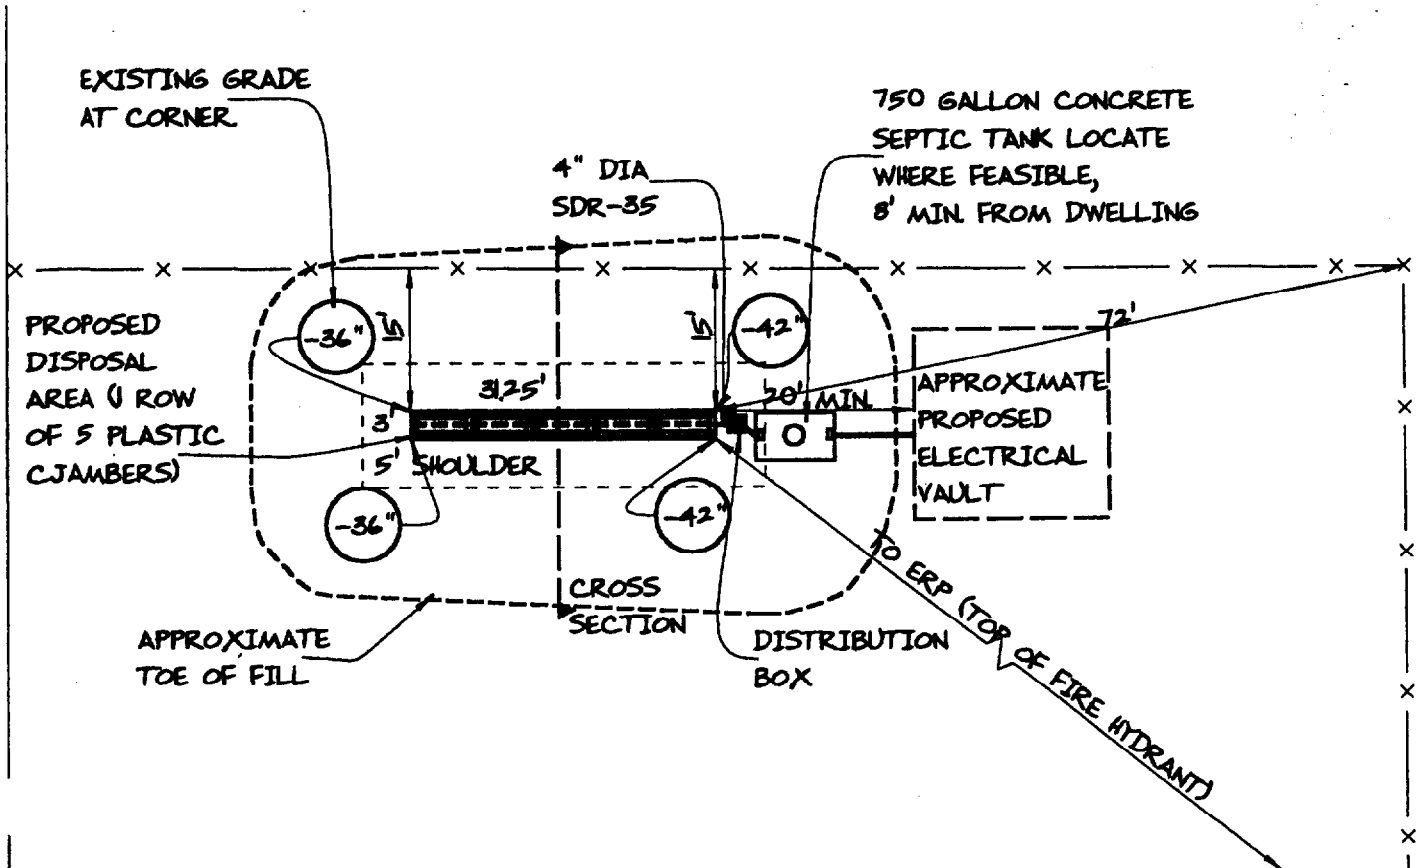 EXISTING GRADE
AT CORNER
750 GALLON CONCRETE
SEPTIC TANK LOCATE
WHERE FEASIBLE,
8' MIN. FROM DWELLING
4" DIA
SDR-35
PROPOSED
DISPOSAL
AREA (1 ROW
OF 5 PLASTIC
CJAMBERS)
-36"
15'
15'
-42"
72'
31.25'
20' MIN.
3'
5' SHOULDER
APPROXIMATE
PROPOSED
ELECTRICAL
VAULT
-36"
-42"
TO ERP (TOP OF FIRE HYDRANT)
CROSS
SECTION
APPROXIMATE
TOE OF FILL
DISTRIBUTION
BOX